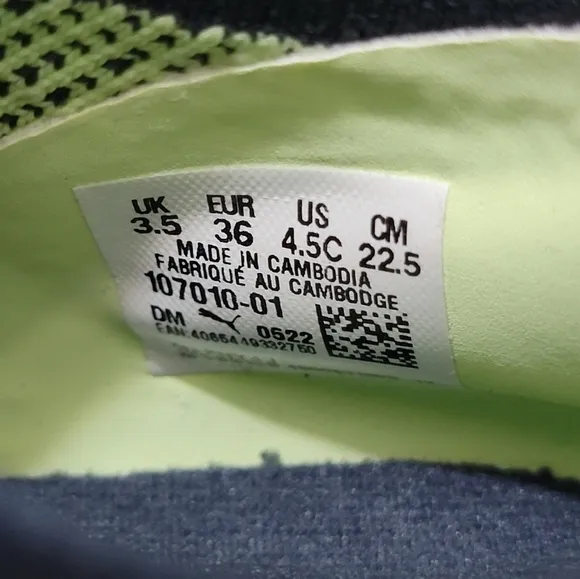 UK EUR US CM
3.5 36 4.5C 22.5
MADE IN CAMBODIA
FABRIQUÉ AU CAMBODGE
107010-01
DM 0622
EAN:4065449332750